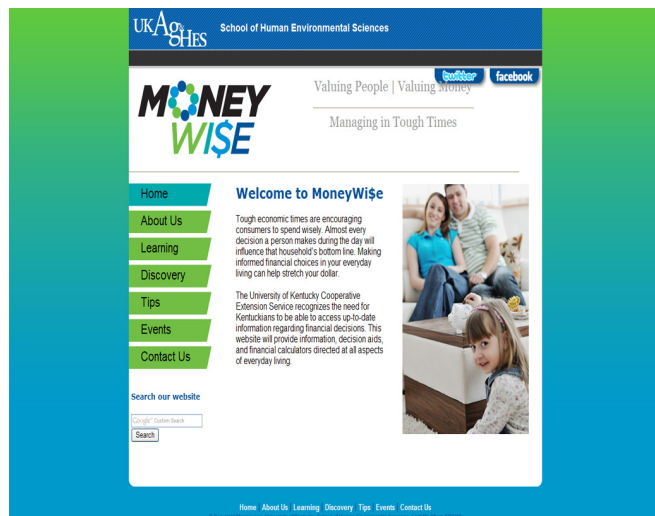 UKAg HES School of Human Environmental Sciences
twitter facebook
Valuing People | Valuing Money
MONEY
WI$E
Managing in Tough Times
Home
About Us
Learning
Discovery
Tips
Events
Contact Us
Welcome to MoneyWi$e
Tough economic times are encouraging
consumers to spend wisely. Almost every
decision a person makes during the day will
influence that household's bottom line. Making
informed financial choices in your everyday
living can help stretch your dollar.
The University of Kentucky Cooperative
Extension Service recognizes the need for
Kentuckians to be able to access up-to-date
information regarding financial decisions. This
website will provide information, decision aids,
and financial calculators directed at all aspects
of everyday living.
Search our website
Google™ Custom Search
Search
Home About Us Learning Discovery Tips Events Contact Us